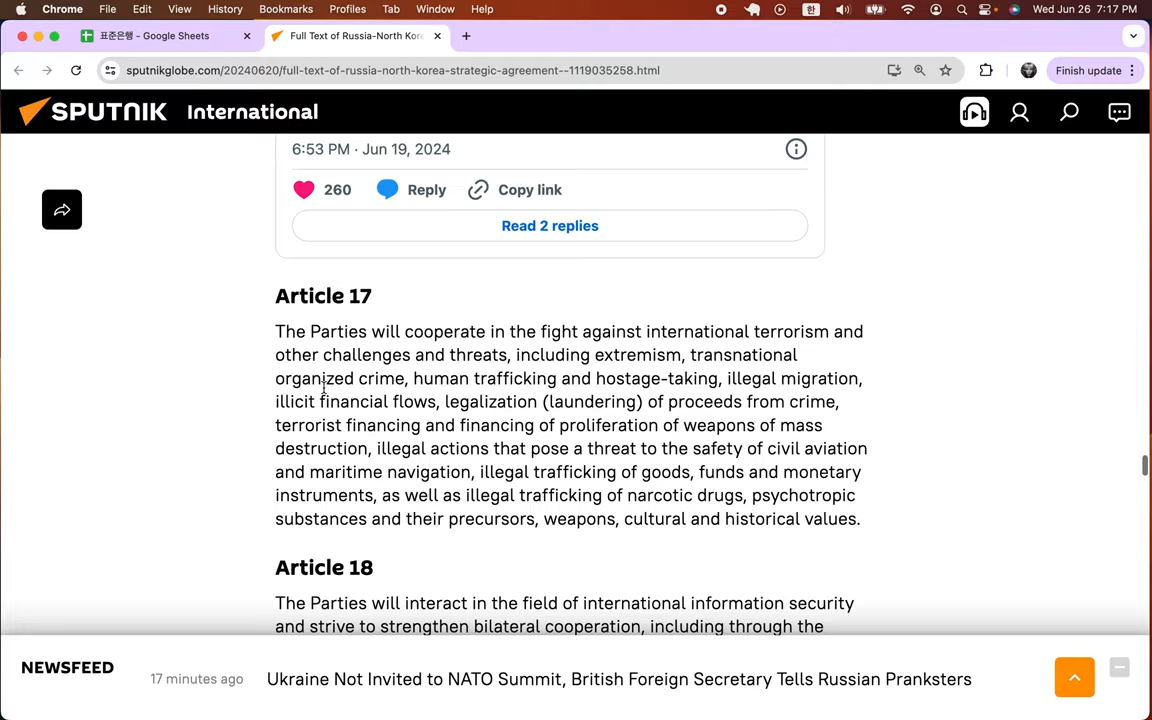 Chrome File Edit View History Bookmarks Profiles Tab Window Help 한 Wed Jun 26 7:17 PM
표준은행 - Google Sheets Full Text of Russia-North Kor
sputnikglobe.com/20240620/full-text-of-russia-north-korea-strategic-agreement--1119035258.html Finish update
SPUTNIK International
6:53 PM · Jun 19, 2024
260 Reply Copy link
Read 2 replies
Article 17
The Parties will cooperate in the fight against international terrorism and
other challenges and threats, including extremism, transnational
organized crime, human trafficking and hostage-taking, illegal migration,
illicit financial flows, legalization (laundering) of proceeds from crime,
terrorist financing and financing of proliferation of weapons of mass
destruction, illegal actions that pose a threat to the safety of civil aviation
and maritime navigation, illegal trafficking of goods, funds and monetary
instruments, as well as illegal trafficking of narcotic drugs, psychotropic
substances and their precursors, weapons, cultural and historical values.
Article 18
The Parties will interact in the field of international information security
and strive to strengthen bilateral cooperation, including through the
NEWSFEED 17 minutes ago Ukraine Not Invited to NATO Summit, British Foreign Secretary Tells Russian Pranksters